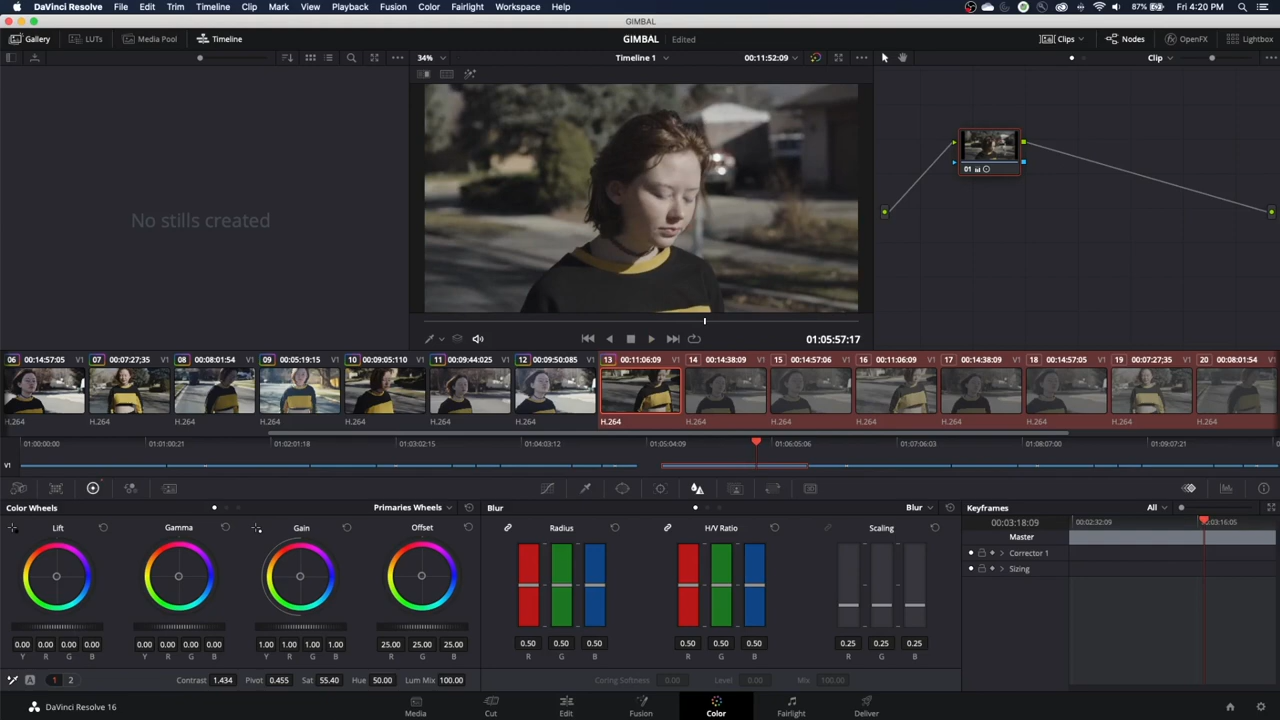 DaVinci Resolve File Edit Trim Timeline Clip Mark View Playback Fusion Color Fairlight Workspace Help 87% Fri 4:20 PM
GIMBAL
Gallery LUTs Media Pool Timeline GIMBAL Edited Clips Nodes OpenFX Lightbox
34% Timeline 1 00:11:52:09 Clip
No stills created
01
01:05:57:17
06 00:14:57:05 V1 07 00:07:27;35 V1 08 00:08:01:54 V1 09 00:05:19:15 V1 10 00:09:05:110 V1 11 00:09:44:025 V1 12 00:09:50:085 V1 13 00:11:06:09 V1 14 00:14:38:09 V1 15 00:14:57:06 V1 16 00:11:06:09 V1 17 00:14:38:09 V1 18 00:14:57:05 V1 19 00:07:27;35 V1 20 00:08:01:54 V1
H.264 H.264 H.264 H.264 H.264 H.264 H.264 H.264 H.264 H.264 H.264 H.264 H.264 H.264 H.264
01:00:00:00 01:01:00:21 01:02:01:18 01:03:02:15 01:04:03:12 01:05:04:09 01:06:05:06 01:07:06:03 01:08:07:00 01:09:07:21
V1
Color Wheels Primaries Wheels Blur Blur Keyframes All
Lift Gamma Gain Offset Radius H/V Ratio Scaling
00:03:18:09 00:02:32:09 00:03:16:05
Master
Corrector 1
Sizing
0.00 0.00 0.00 0.00 0.00 0.00 0.00 0.00 1.00 1.00 1.00 1.00 25.00 25.00 25.00 0.50 0.50 0.50 0.50 0.50 0.50 0.25 0.25 0.25
Y R G B Y R G B Y R G B R G B R G B R G B R G B
A 1 2 Contrast 1.434 Pivot 0.455 Sat 55.40 Hue 50.00 Lum Mix 100.00 Coring Softness 0.00 Level 0.00 Mix 100.00
DaVinci Resolve 16 Media Cut Edit Fusion Color Fairlight Deliver